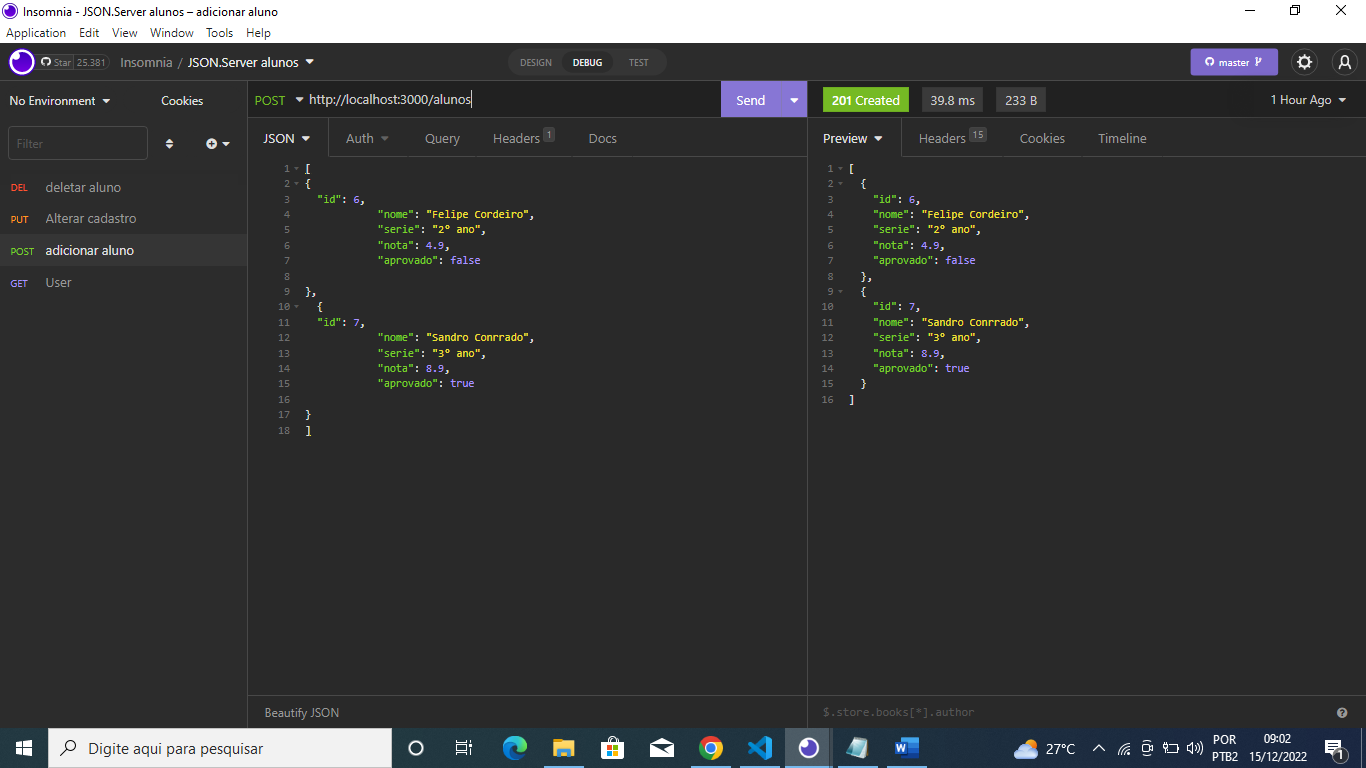 Insomnia - JSON.Server alunos – adicionar aluno
Application Edit View Window Tools Help
Star 25.381 Insomnia / JSON.Server alunos DESIGN DEBUG TEST master
No Environment Cookies
Filter
DEL deletar aluno
PUT Alterar cadastro
POST adicionar aluno
GET User
POST http://localhost:3000/alunos Send
JSON Auth Query Headers 1 Docs
1 [
2 {
3 "id": 6,
4 "nome": "Felipe Cordeiro",
5 "serie": "2º ano",
6 "nota": 4.9,
7 "aprovado": false
8
9 },
10 {
11 "id": 7,
12 "nome": "Sandro Conrrado",
13 "serie": "3º ano",
14 "nota": 8.9,
15 "aprovado": true
16
17 }
18 ]
Beautify JSON
201 Created 39.8 ms 233 B 1 Hour Ago
Preview Headers 15 Cookies Timeline
1 [
2 {
3 "id": 6,
4 "nome": "Felipe Cordeiro",
5 "serie": "2º ano",
6 "nota": 4.9,
7 "aprovado": false
8 },
9 {
10 "id": 7,
11 "nome": "Sandro Conrrado",
12 "serie": "3º ano",
13 "nota": 8.9,
14 "aprovado": true
15 }
16 ]
$.store.books[*].author
Digite aqui para pesquisar
27°C
POR
PTB2
09:02
15/12/2022
1